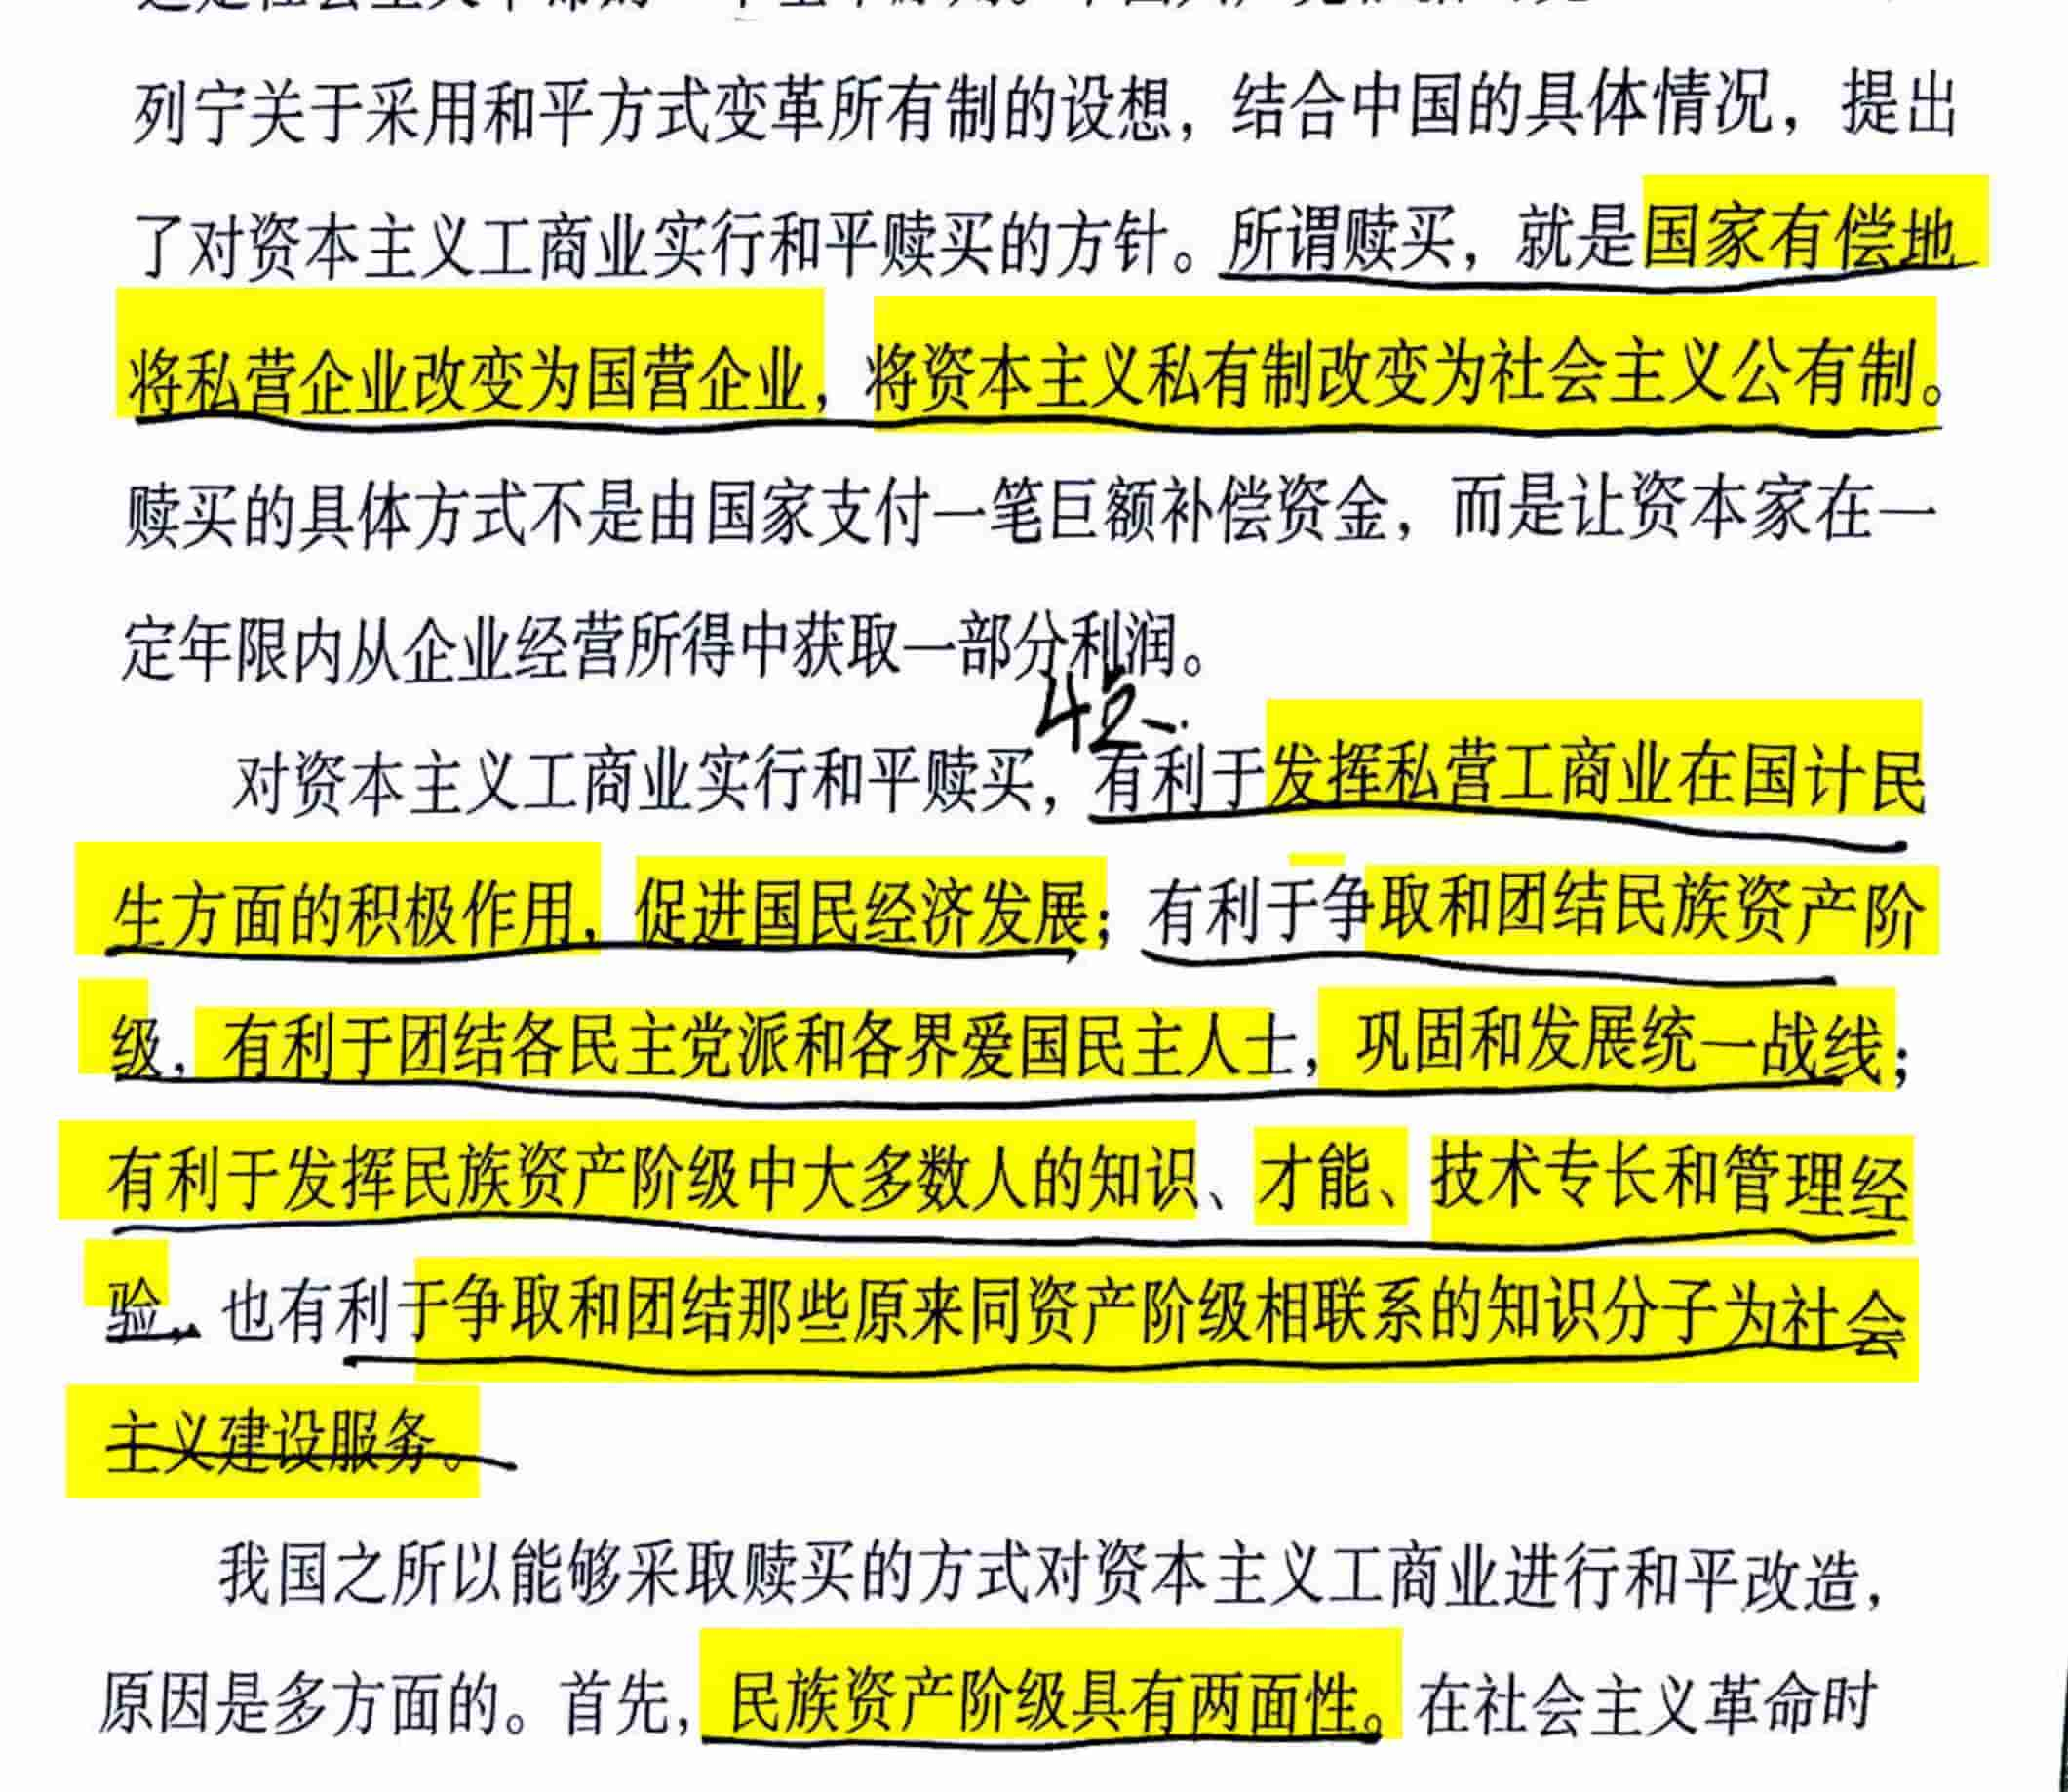 列宁关于采用和平方式变革所有制的设想，结合中国的具体情况，提出
了对资本主义工商业实行和平赎买的方针。所谓赎买，就是国家有偿地
将私营企业改变为国营企业，将资本主义私有制改变为社会主义公有制。
赎买的具体方式不是由国家支付一笔巨额补偿资金，而是让资本家在一
定年限内从企业经营所得中获取一部分利润。
4点
对资本主义工商业实行和平赎买，有利于发挥私营工商业在国计民
生方面的积极作用，促进国民经济发展；有利于争取和团结民族资产阶
级，有利于团结各民主党派和各界爱国民主人士，巩固和发展统一战线；
有利于发挥民族资产阶级中大多数人的知识、才能、技术专长和管理经
验，也有利于争取和团结那些原来同资产阶级相联系的知识分子为社会
主义建设服务。
我国之所以能够采取赎买的方式对资本主义工商业进行和平改造，
原因是多方面的。首先，民族资产阶级具有两面性。在社会主义革命时